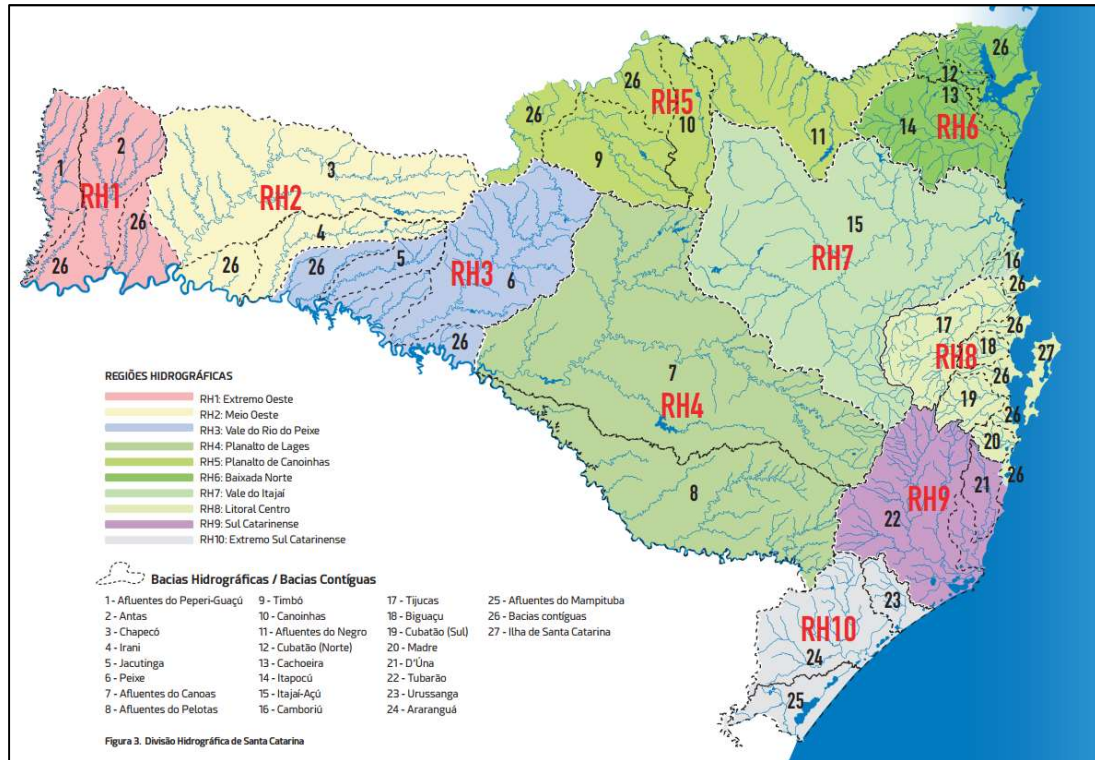 26
12
13
14
RH6
26
RH5
10
26
9
11
1
2
RH1
26
26
3
RH2
4
26
26
5
RH3
6
26
15
RH7
16
26
7
RH4
8
17
26
RH8
18
27
26
19
26
20
26
RH9
21
22
23
RH10
24
25
REGIÕES HIDROGRÁFICAS
RH1: Extremo Oeste
RH2: Meio Oeste
RH3: Vale do Rio do Peixe
RH4: Planalto de Lages
RH5: Planalto de Canoinhas
RH6: Baixada Norte
RH7: Vale do Itajaí
RH8: Litoral Centro
RH9: Sul Catarinense
RH10: Extremo Sul Catarinense
Bacias Hidrográficas / Bacias Contíguas
1 - Afluentes do Peperi-Guaçú
2 - Antas
3 - Chapecó
4 - Irani
5 - Jacutinga
6 - Peixe
7 - Afluentes do Canoas
8 - Afluentes do Pelotas
9 - Timbó
10 - Canoinhas
11 - Afluentes do Negro
12 - Cubatão (Norte)
13 - Cachoeira
14 - Itapocú
15 - Itajaí-Açú
16 - Camboriú
17 - Tijucas
18 - Biguaçu
19 - Cubatão (Sul)
20 - Madre
21 - D'Úna
22 - Tubarão
23 - Urussanga
24 - Araranguá
25 - Afluentes do Mampituba
26 - Bacias contíguas
27 - Ilha de Santa Catarina
Figura 3. Divisão Hidrográfica de Santa Catarina